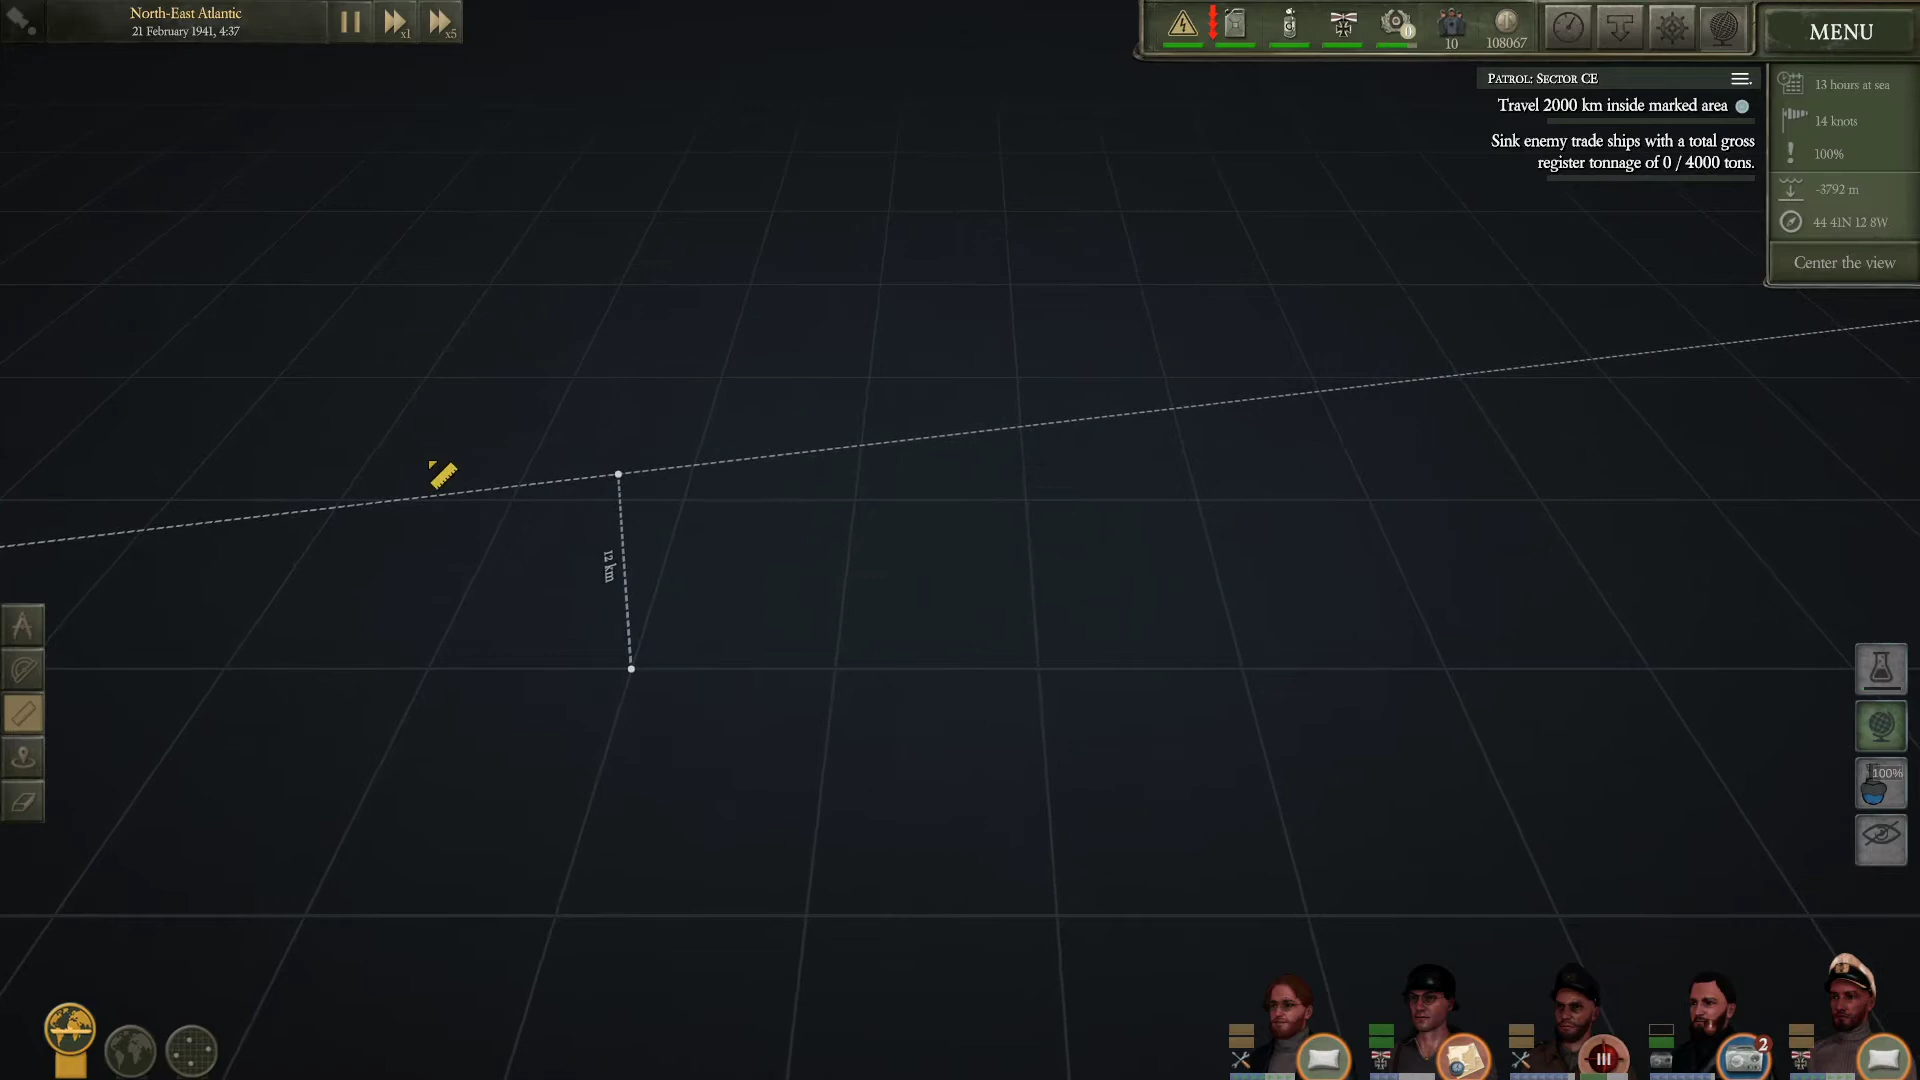 North-East Atlantic
21 February 1941, 4:37
x1
x5
0
10
108067
MENU
Patrol: Sector CE
Travel 2000 km inside marked area
Sink enemy trade ships with a total gross
register tonnage of 0 / 4000 tons.
13 hours at sea
14 knots
100%
-3792 m
44 41N 12 8W
Center the view
12 km
100%
III
2